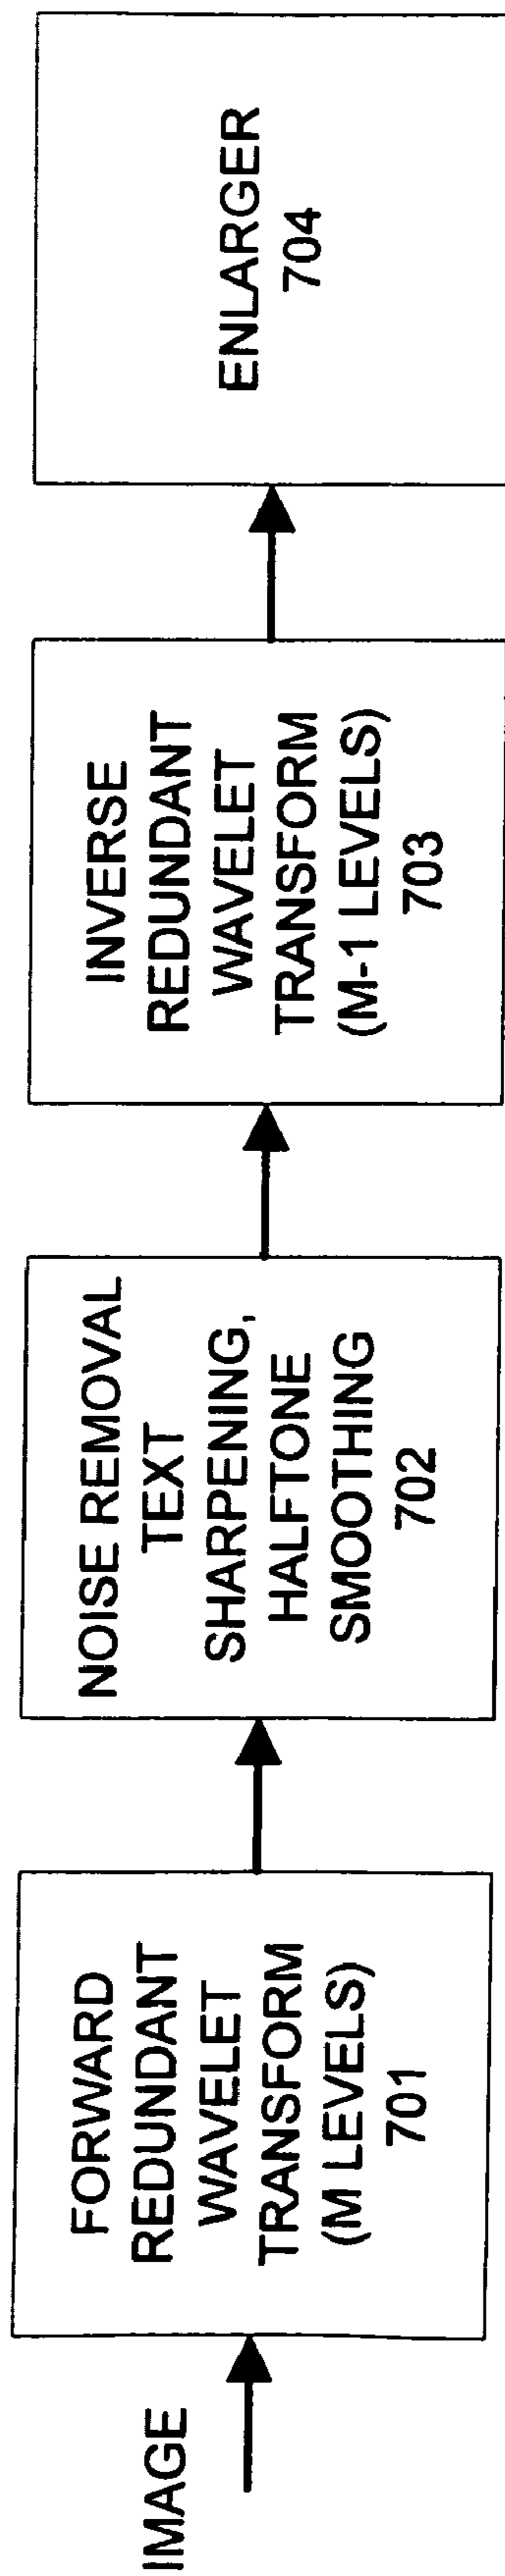 IMAGE
FORWARD
REDUNDANT
WAVELET
TRANSFORM
(M LEVELS)
701
NOISE REMOVAL
TEXT
SHARPENING,
HALFTONE
SMOOTHING
702
INVERSE
REDUNDANT
WAVELET
TRANSFORM
(M-1 LEVELS)
703
ENLARGER
704